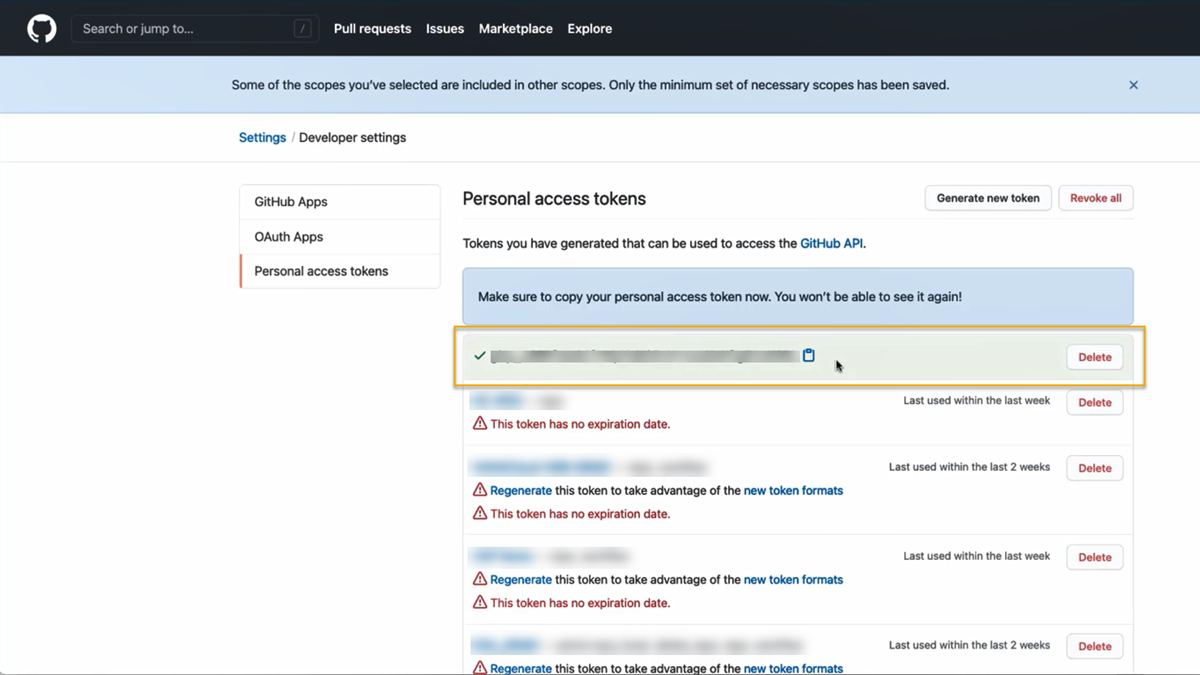 Search or jump to... /
Pull requests Issues Marketplace Explore
Some of the scopes you've selected are included in other scopes. Only the minimum set of necessary scopes has been saved.
Settings / Developer settings
GitHub Apps
OAuth Apps
Personal access tokens
Personal access tokens
Generate new token
Revoke all
Tokens you have generated that can be used to access the GitHub API.
Make sure to copy your personal access token now. You won't be able to see it again!
Delete
Last used within the last week
Delete
This token has no expiration date.
Last used within the last 2 weeks
Delete
Regenerate this token to take advantage of the new token formats
This token has no expiration date.
Last used within the last week
Delete
Regenerate this token to take advantage of the new token formats
This token has no expiration date.
Last used within the last 2 weeks
Delete
Regenerate this token to take advantage of the new token formats